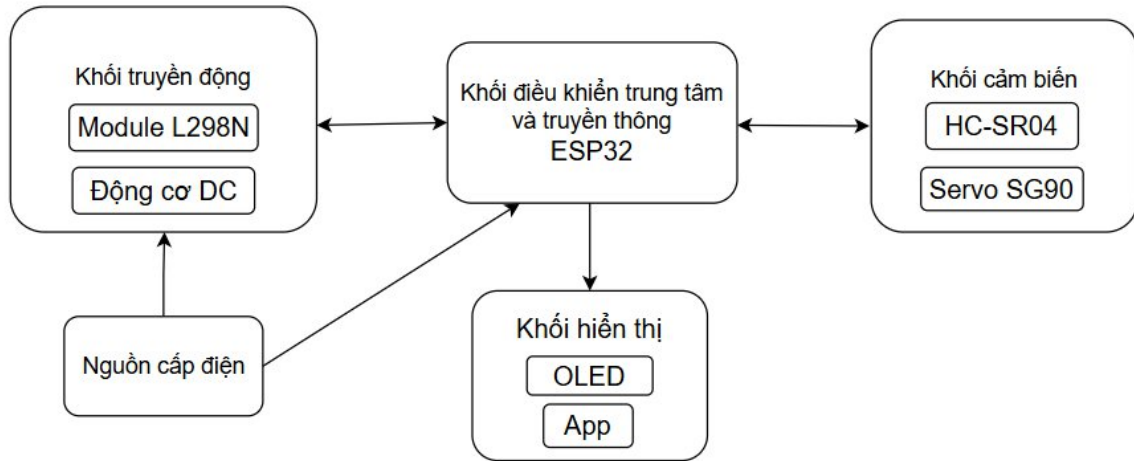 Khối truyền động
Module L298N
Động cơ DC
Khối điều khiển trung tâm
và truyền thông
ESP32
Khối cảm biến
HC-SR04
Servo SG90
Nguồn cấp điện
Khối hiển thị
OLED
App